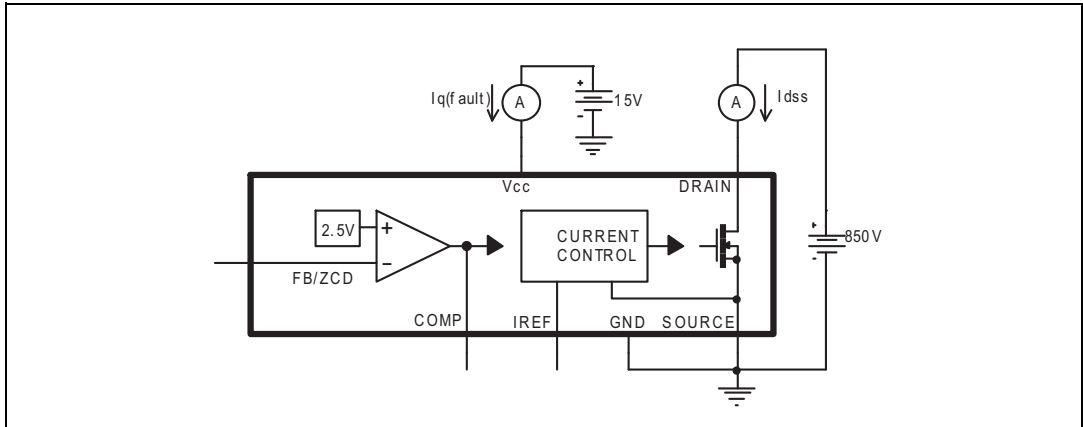 Iq(fault)
A
+
-
15V
A
Idss
Vcc
DRAIN
2.5V
+
−
FB/ZCD
CURRENT
CONTROL
+
-
850V
COMP
IREF
GND
SOURCE